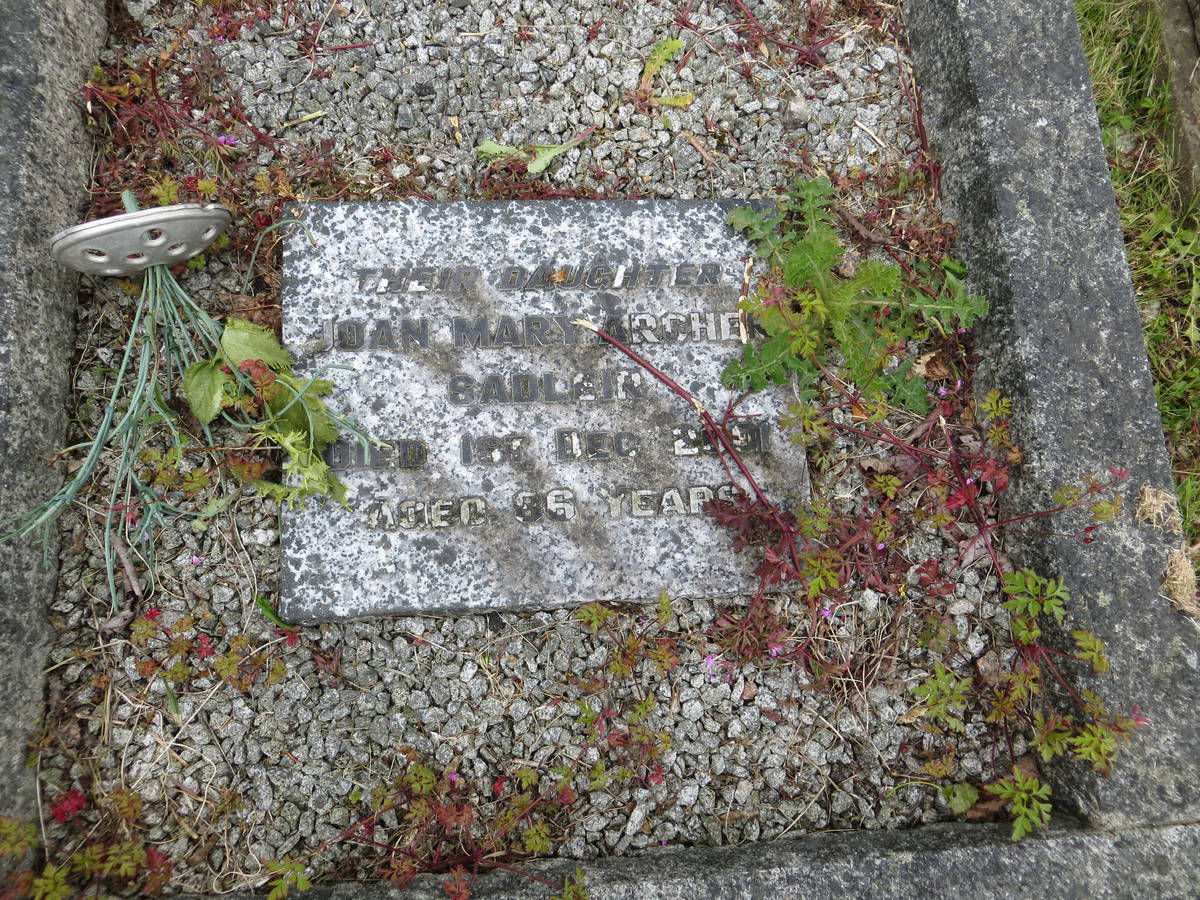 THEIR DAUGHTER
JOAN MARY ARCHER
SADLEIR
DIED 1ST DEC. 2001
AGED 86 YEARS